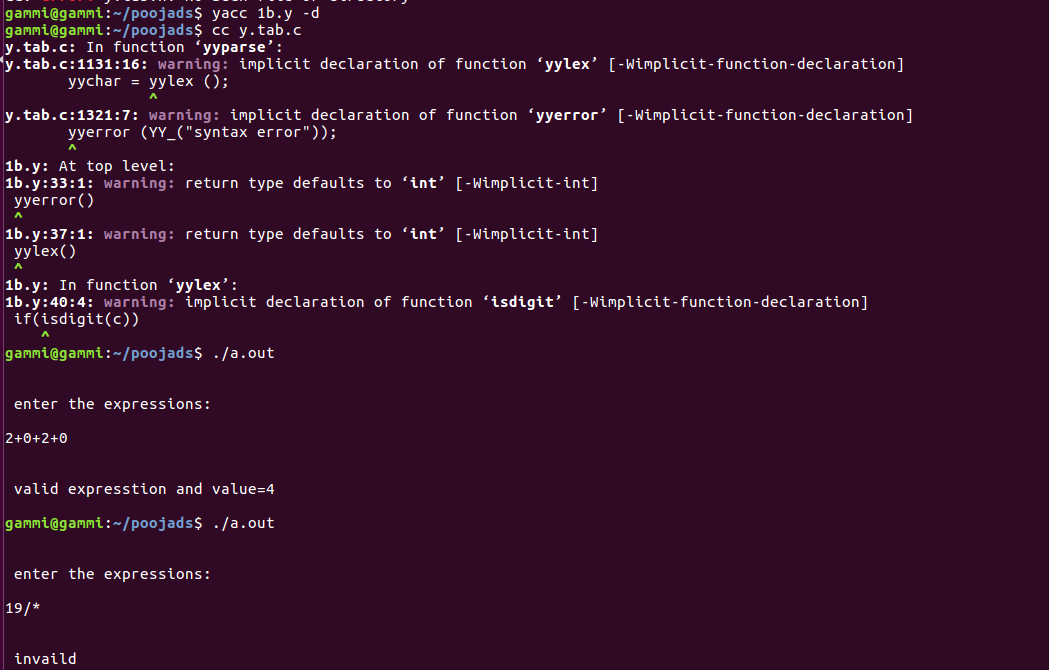 gammi@gammi:~/poojads$ yacc 1b.y -d
gammi@gammi:~/poojads$ cc y.tab.c
y.tab.c: In function ‘yyparse’:
y.tab.c:1131:16: warning: implicit declaration of function ‘yylex’ [-Wimplicit-function-declaration]
yychar = yylex ();
^
y.tab.c:1321:7: warning: implicit declaration of function ‘yyerror’ [-Wimplicit-function-declaration]
yyerror (YY_("syntax error"));
^
1b.y: At top level:
1b.y:33:1: warning: return type defaults to ‘int’ [-Wimplicit-int]
yyerror()
^
1b.y:37:1: warning: return type defaults to ‘int’ [-Wimplicit-int]
yylex()
^
1b.y: In function ‘yylex’:
1b.y:40:4: warning: implicit declaration of function ‘isdigit’ [-Wimplicit-function-declaration]
if(isdigit(c))
^
gammi@gammi:~/poojads$ ./a.out
enter the expressions:
2+0+2+0
valid expresstion and value=4
gammi@gammi:~/poojads$ ./a.out
enter the expressions:
19/*
invaild